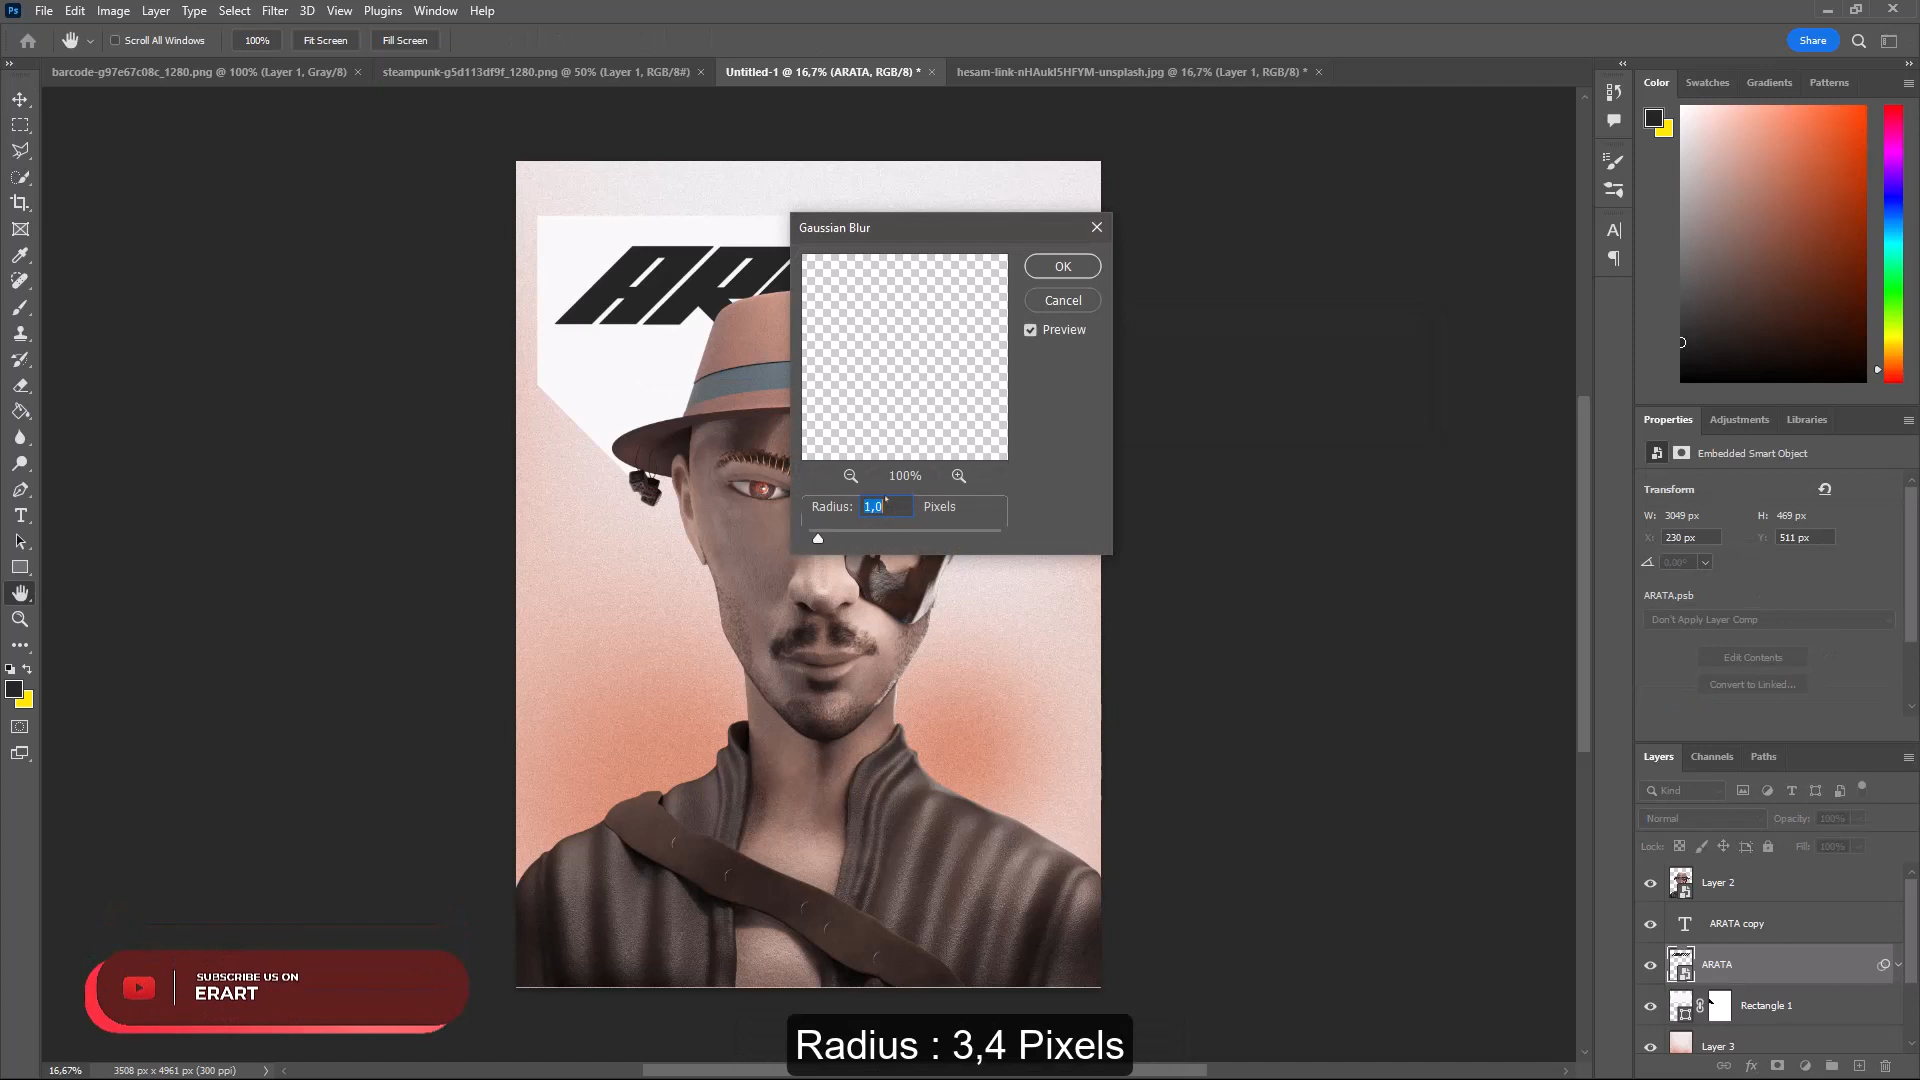 Ps File Edit Image Layer Type Select Filter 3D View Plugins Window Help
Scroll All Windows 100% Fit Screen Fill Screen Share
barcode-g97e67c08c_1280.png @ 100% (Layer 1, Gray/8) × steampunk-g5d113df9f_1280.png @ 50% (Layer 1, RGB/8#) × Untitled-1 @ 16,7% (ARATA, RGB/8) * × hesam-link-nHAukI5HFYM-unsplash.jpg @ 16,7% (Layer 1, RGB/8) * ×
Color Swatches Gradients Patterns
Gaussian Blur
OK
Cancel
Preview
100%
Radius: 1,0 Pixels
Properties Adjustments Libraries
Embedded Smart Object
Transform
W: 3049 px H: 469 px
X: 230 px Y: 511 px
0,00°
ARATA.psb
Don't Apply Layer Comp
Edit Contents
Convert to Linked...
Layers Channels Paths
Kind
Normal Opacity: 100%
Lock: Fill: 100%
Layer 2
T ARATA copy
ARATA
Rectangle 1
Layer 3
SUBSCRIBE US ON
ERART
Radius : 3,4 Pixels
16,67% 3508 px x 4961 px (300 ppi)